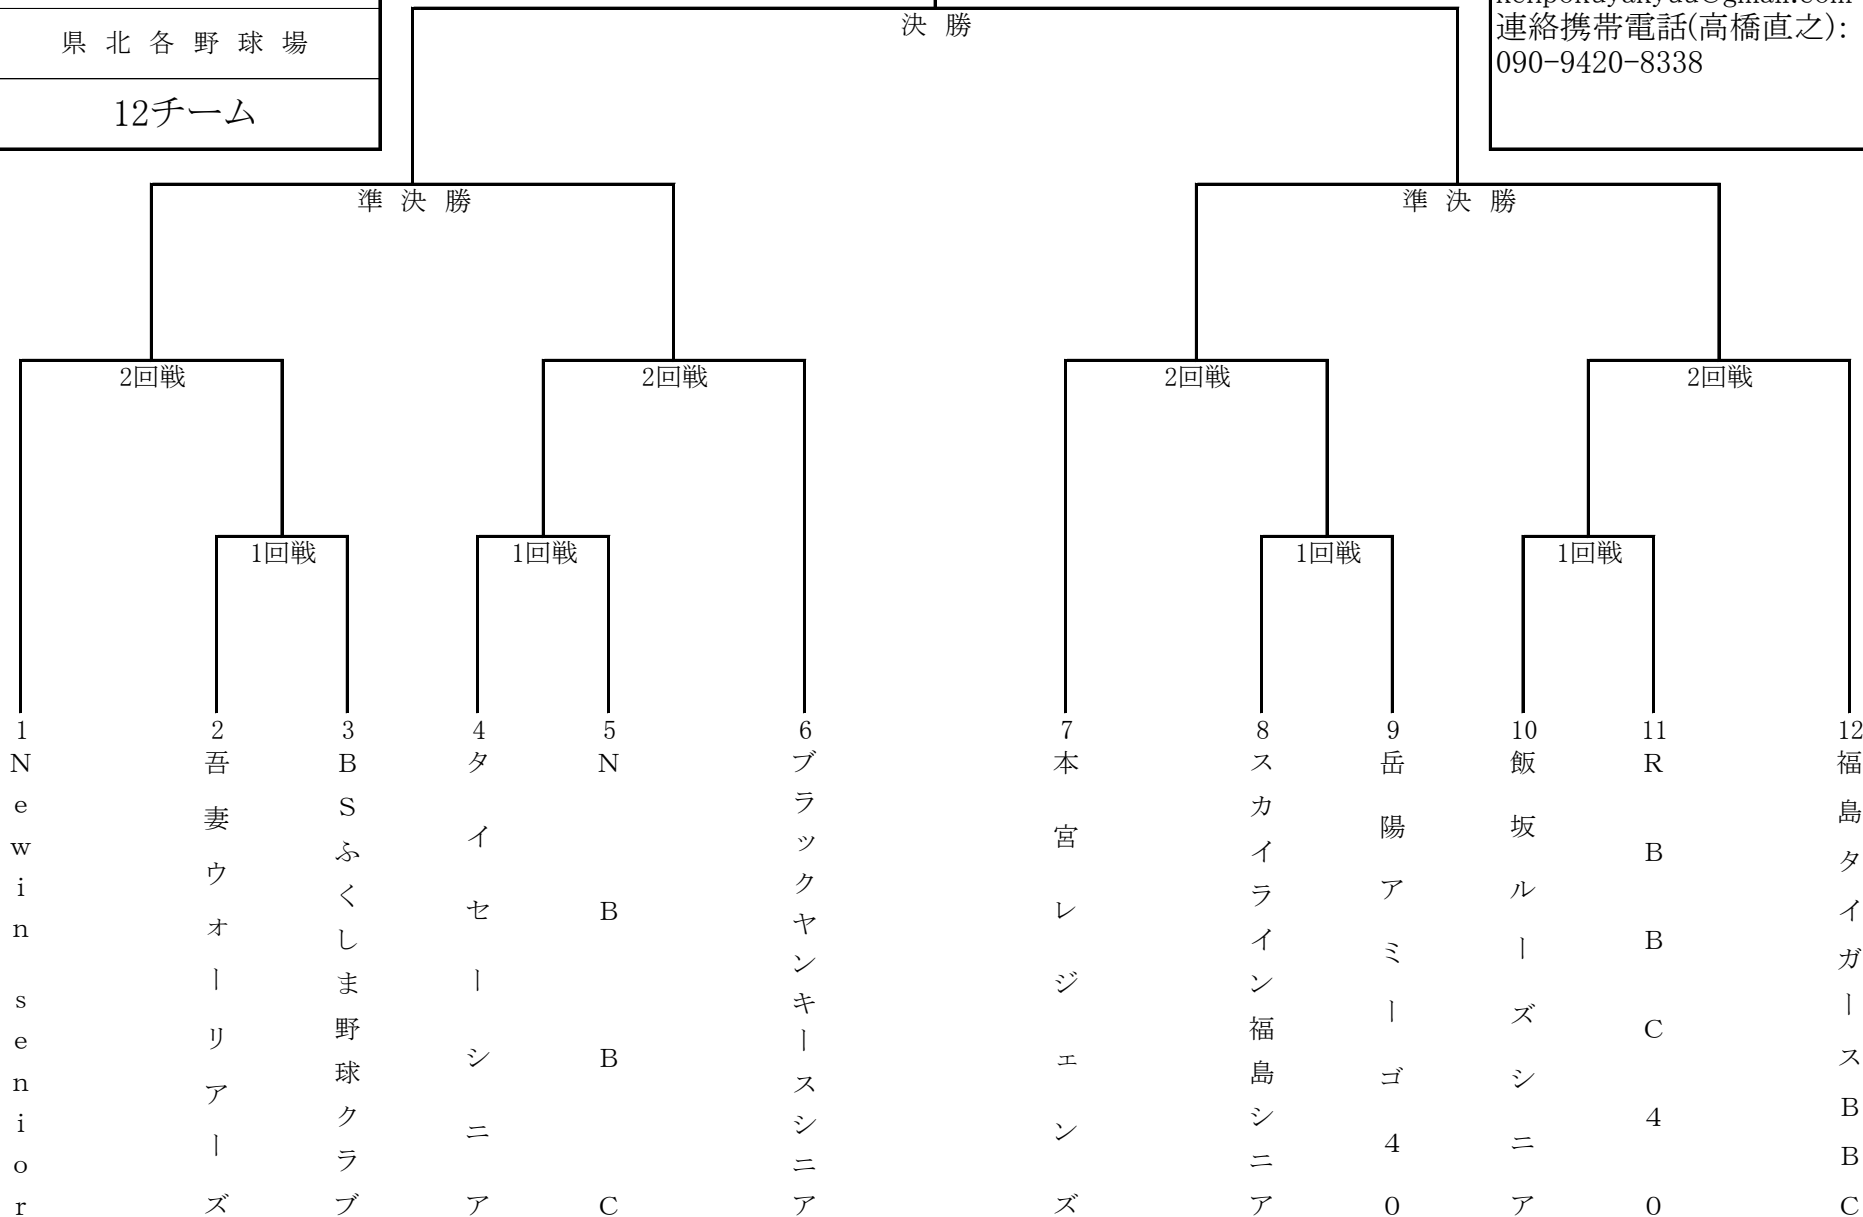 決勝
県北各野球場
12チーム
連絡携帯電話(高橋直之):
090-9420-8338
準決勝
準決勝
2回戦
2回戦
2回戦
2回戦
1回戦
1回戦
1回戦
1回戦
1
Newin senior
2
吾妻ウォーリアーズ
3
BSふくしま野球クラブ
4
タイセーシニア
5
NBBC
6
ブラックヤンキースシニア
7
本宮レジェンズ
8
スカイライン福島シニア
9
岳陽アミーゴ40
10
飯坂ルーズシニア
11
RBBC40
12
福島タイガースBBC